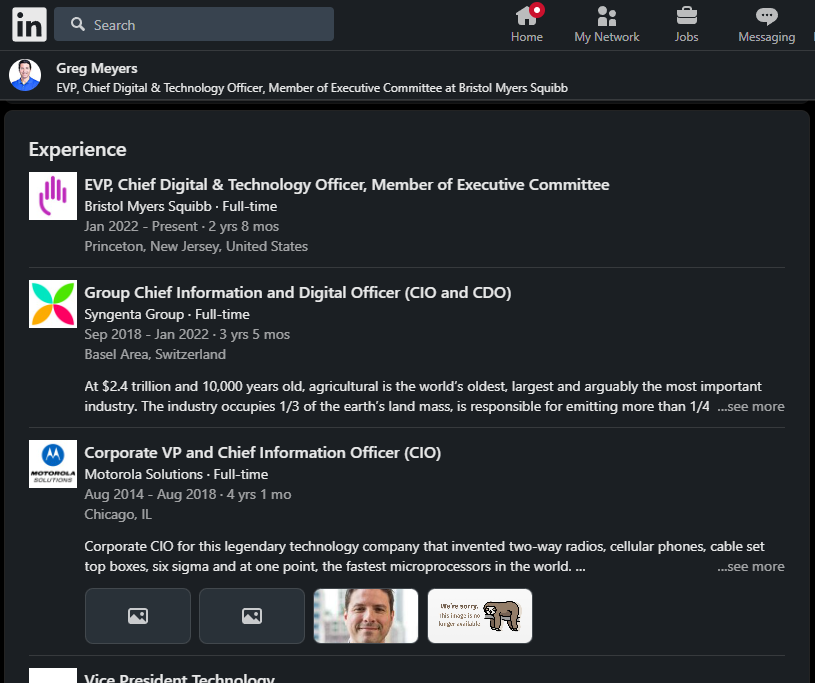 in
Search
Home
My Network
Jobs
Messaging
Greg Meyers
EVP, Chief Digital & Technology Officer, Member of Executive Committee at Bristol Myers Squibb
Experience
EVP, Chief Digital & Technology Officer, Member of Executive Committee
Bristol Myers Squibb · Full-time
Jan 2022 - Present · 2 yrs 8 mos
Princeton, New Jersey, United States
Group Chief Information and Digital Officer (CIO and CDO)
Syngenta Group · Full-time
Sep 2018 - Jan 2022 · 3 yrs 5 mos
Basel Area, Switzerland
At $2.4 trillion and 10,000 years old, agricultural is the world's oldest, largest and arguably the most important
industry. The industry occupies 1/3 of the earth's land mass, is responsible for emitting more than 1/4 ...see more
MOTOROLA
SOLUTIONS
Corporate VP and Chief Information Officer (CIO)
Motorola Solutions · Full-time
Aug 2014 - Aug 2018 · 4 yrs 1 mo
Chicago, IL
Corporate CIO for this legendary technology company that invented two-way radios, cellular phones, cable set
top boxes, six sigma and at one point, the fastest microprocessors in the world. ... ...see more
We're sorry,
this image is no
longer available
Vice President Technology